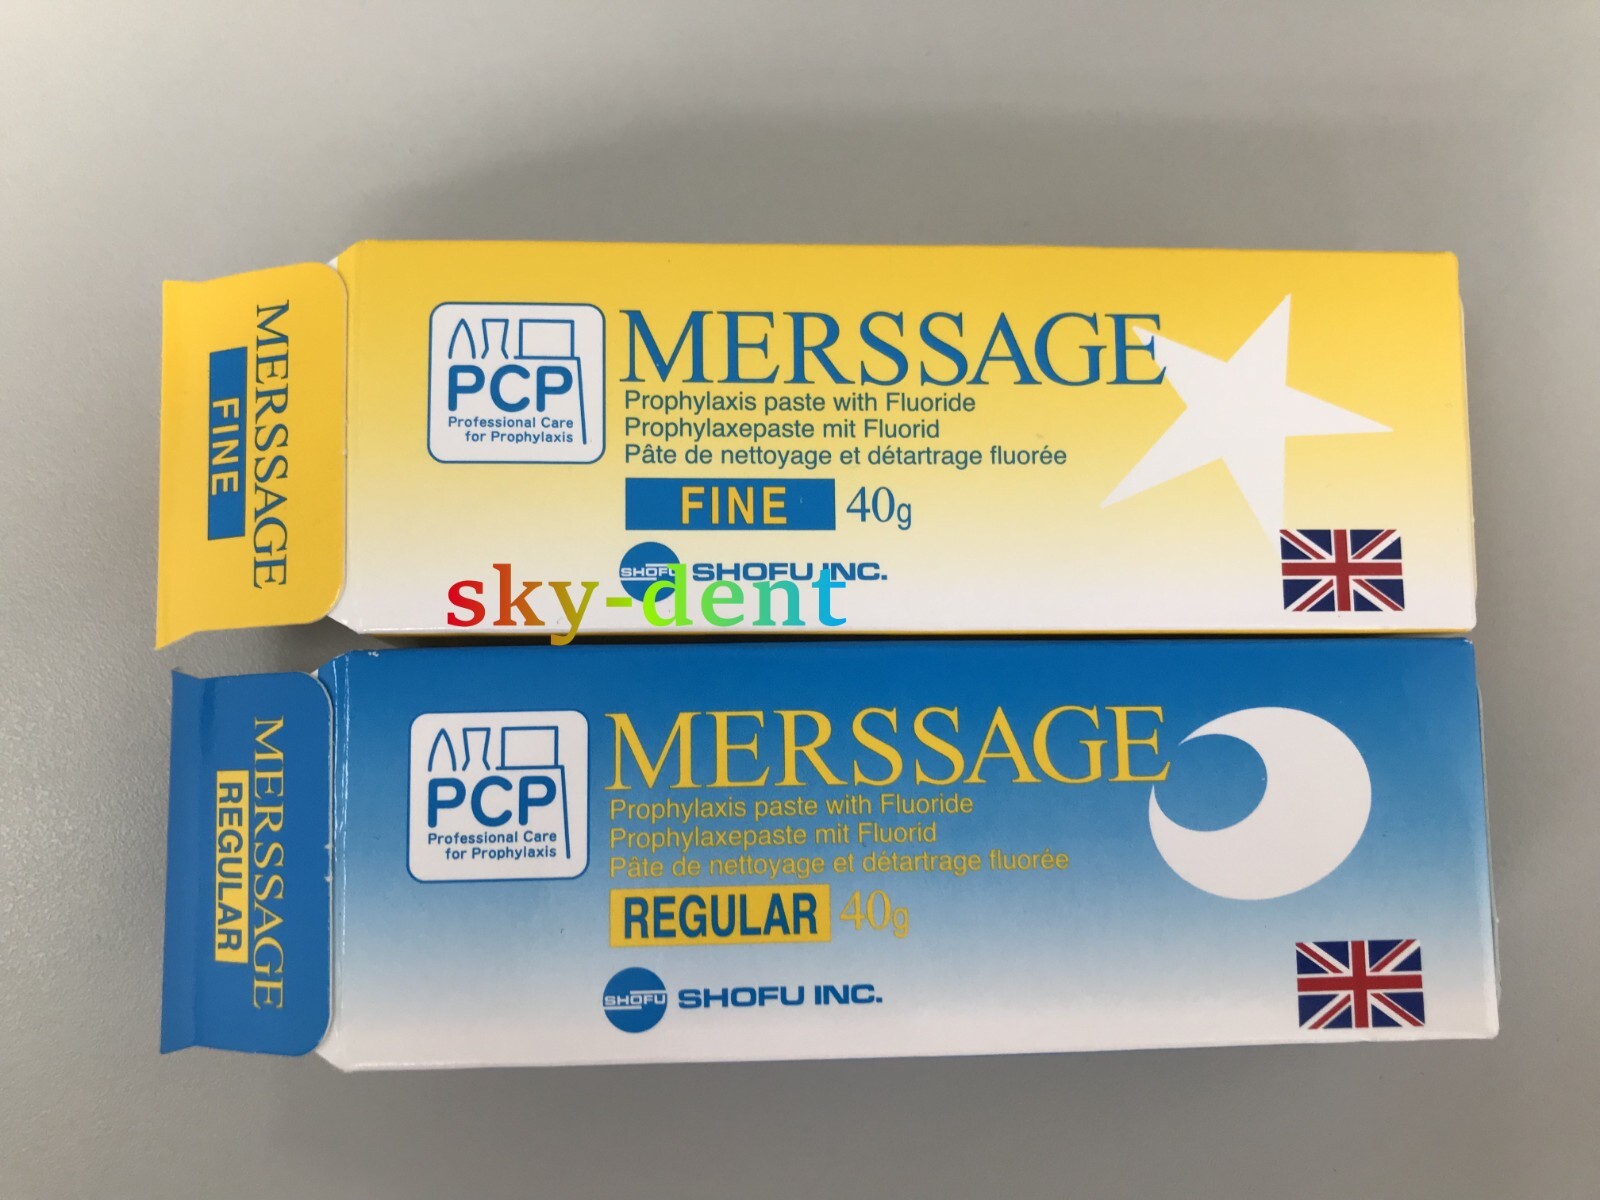 MERSSAGE
FINE
PCP
Professional Care
for Prophylaxis
MERSSAGE
Prophylaxis paste with Fluoride
Prophylaxepaste mit Fluorid
Pâte de nettoyage et détartrage fluorée
FINE 40g
SHOFU SHOFU INC.
sky-dent
MERSSAGE
REGULAR
PCP
Professional Care
for Prophylaxis
MERSSAGE
Prophylaxis paste with Fluoride
Prophylaxepaste mit Fluorid
Pâte de nettoyage et détartrage fluorée
REGULAR 40g
SHOFU SHOFU INC.